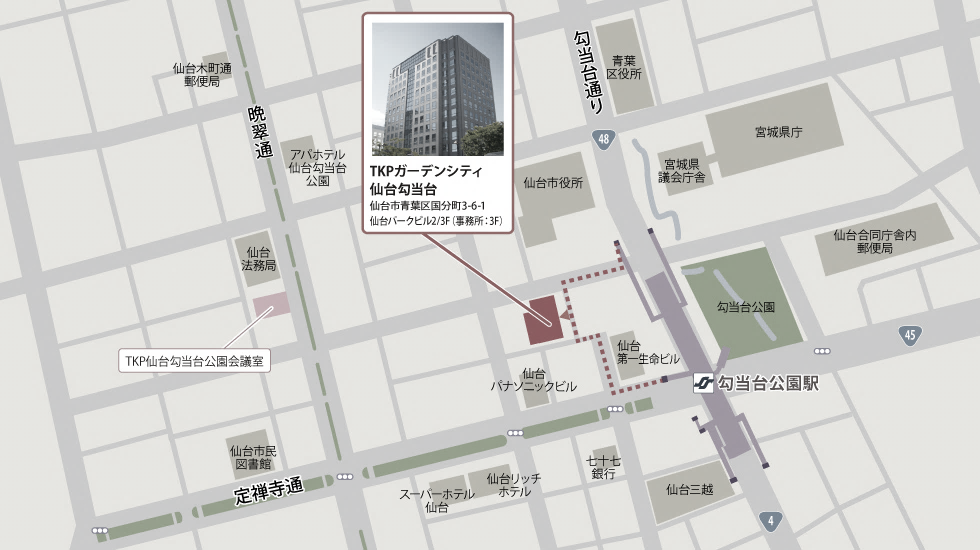 勾当台通り
青葉
区役所
仙台木町通
郵便局
晩翠通
アパホテル
仙台勾当台
公園
TKPガーデンシティ
仙台勾当台
仙台市青葉区国分町3-6-1
仙台パークビル2/3F（事務所：3F）
48
宮城県庁
宮城県
議会庁舎
仙台市役所
仙台
法務局
仙台合同庁舎内
郵便局
勾当台公園
45
TKP仙台勾当台公園会議室
仙台
第一生命ビル
仙台
パナソニックビル
勾当台公園駅
仙台市民
図書館
定禅寺通
スーパーホテル
仙台
仙台リッチ
ホテル
七十七
銀行
仙台三越
4